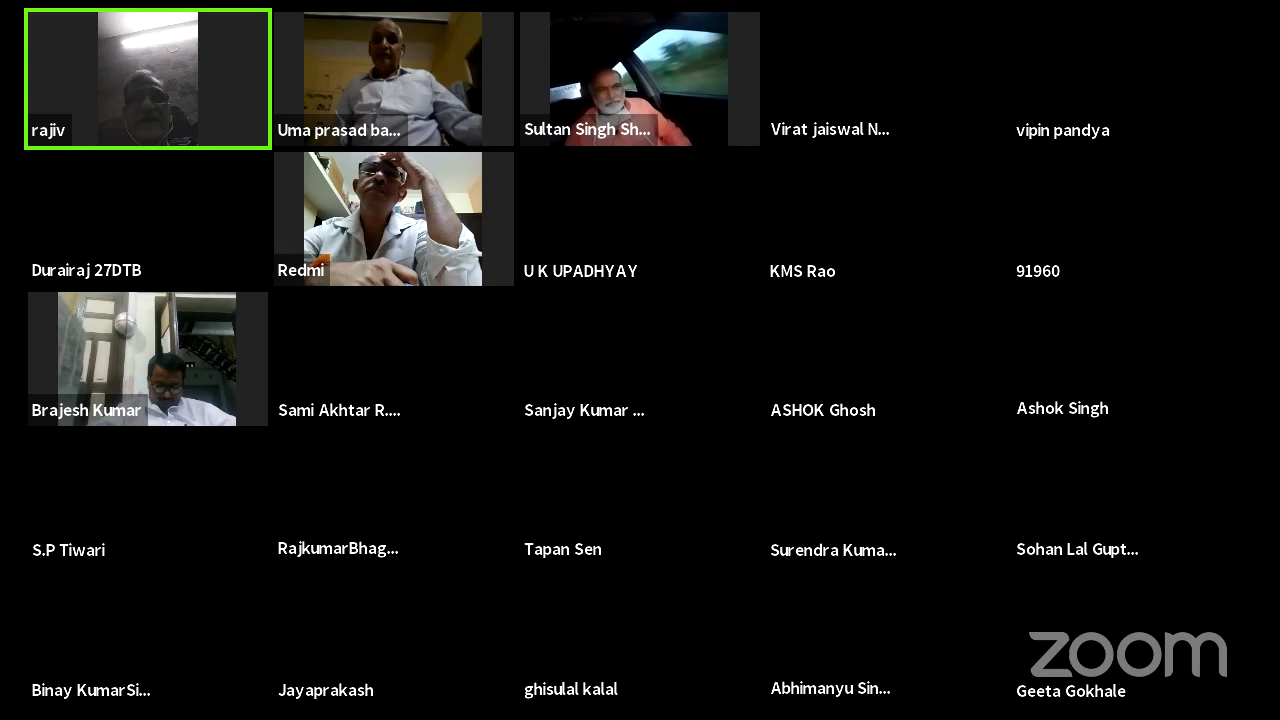 rajiv
Uma prasad ba...
Sultan Singh Sh...
Virat jaiswal N...
vipin pandya
Durairaj 27DTB
Redmi
U K UPADHYAY
KMS Rao
91960
Brajesh Kumar
Sami Akhtar R....
Sanjay Kumar ...
ASHOK Ghosh
Ashok Singh
S.P Tiwari
RajkumarBhag...
Tapan Sen
Surendra Kuma...
Sohan Lal Gupt...
zoom
Binay KumarSi...
Jayaprakash
ghisulal kalal
Abhimanyu Sin...
Geeta Gokhale